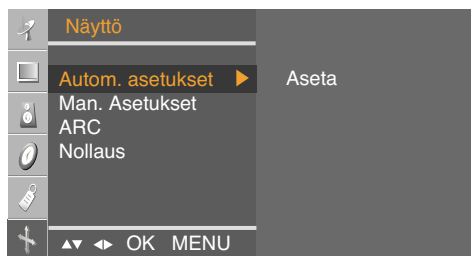 Näyttö
Autom. asetukset Aseta
Man. Asetukset
ARC
Nollaus
OK MENU